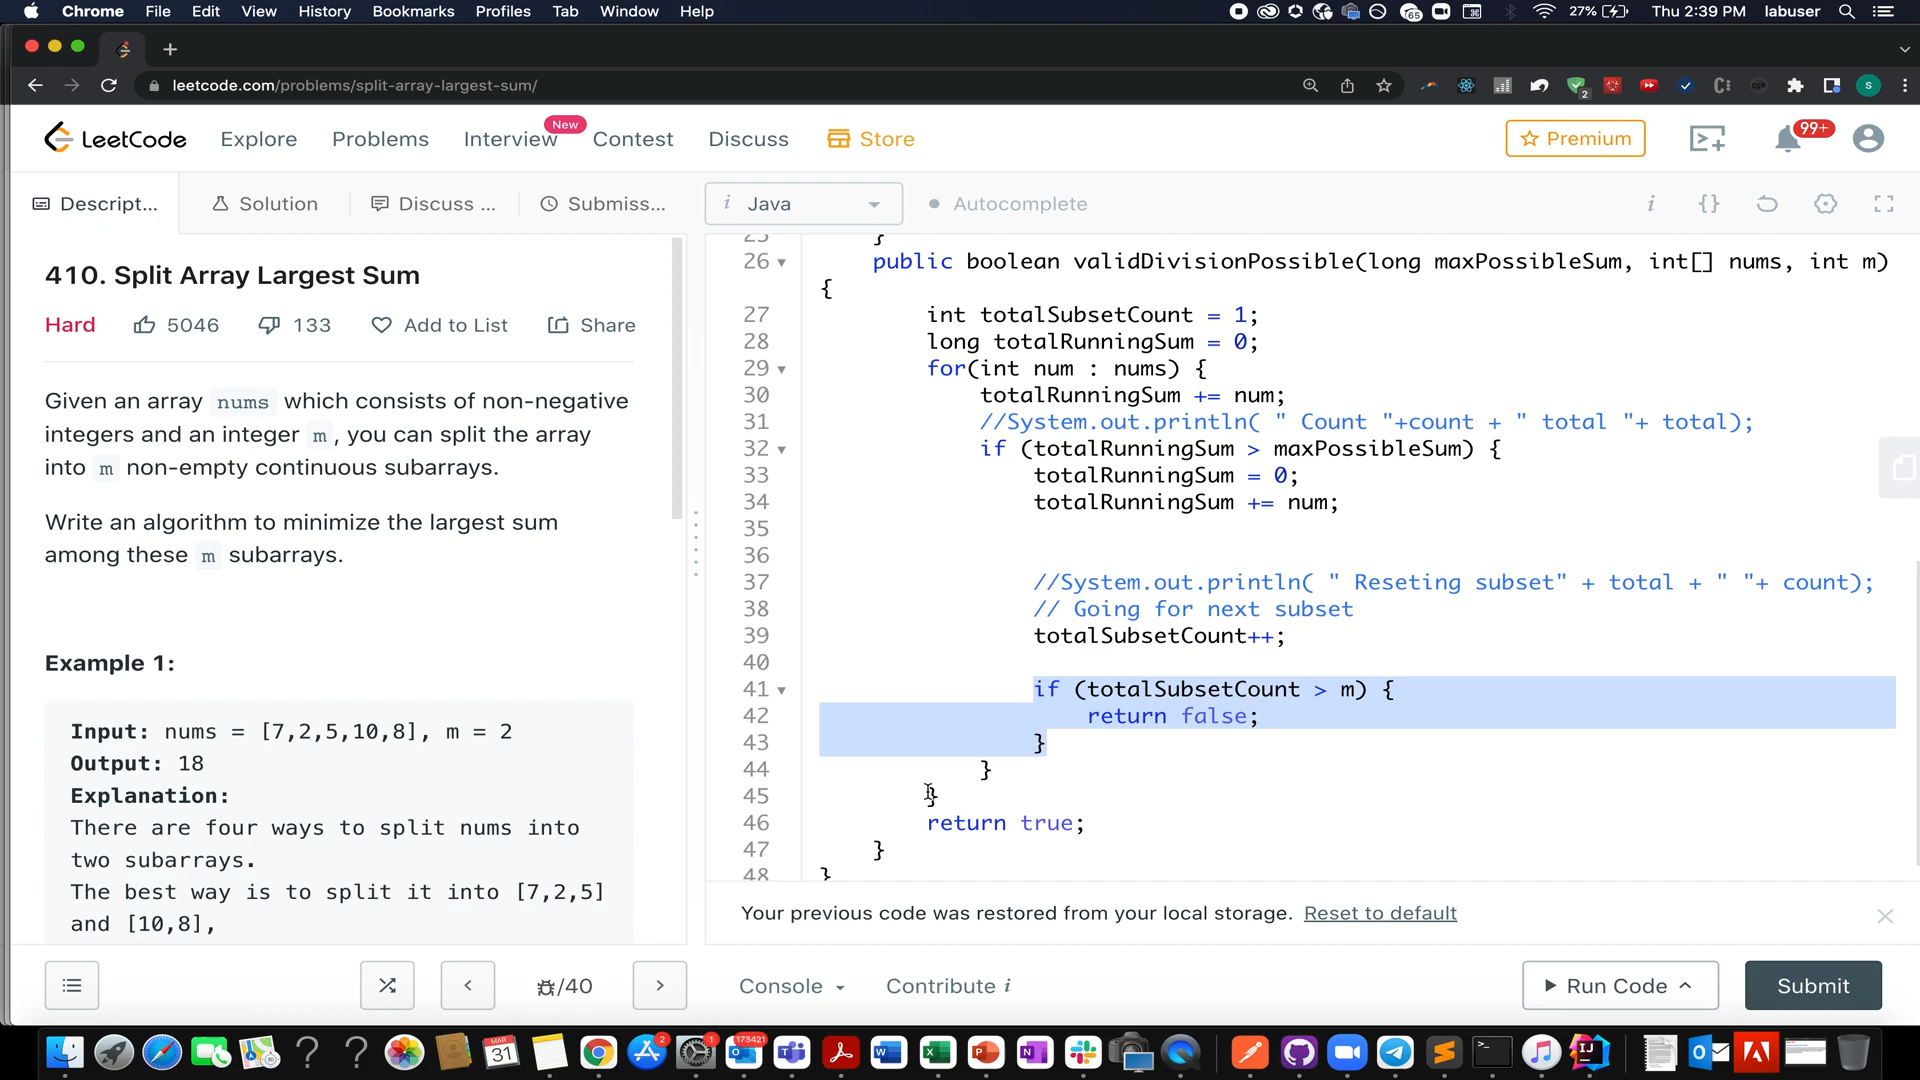 Chrome File Edit View History Bookmarks Profiles Tab Window Help
65 27% Thu 2:39 PM labuser
leetcode.com/problems/split-array-largest-sum/
2 S
LeetCode Explore Problems Interview New Contest Discuss Store Premium 99+
Descript... Solution Discuss ... Submiss...
i Java Autocomplete
410. Split Array Largest Sum
Hard 5046 133 Add to List Share
Given an array nums which consists of non-negative
integers and an integer m, you can split the array
into m non-empty continuous subarrays.
Write an algorithm to minimize the largest sum
among these m subarrays.
Example 1:
Input: nums = [7,2,5,10,8], m = 2
Output: 18
Explanation:
There are four ways to split nums into
two subarrays.
The best way is to split it into [7,2,5]
and [10,8],
25 }
26 public boolean validDivisionPossible(long maxPossibleSum, int[] nums, int m)
{
27 int totalSubsetCount = 1;
28 long totalRunningSum = 0;
29 for(int num : nums) {
30 totalRunningSum += num;
31 //System.out.println( " Count "+count + " total "+ total);
32 if (totalRunningSum > maxPossibleSum) {
33 totalRunningSum = 0;
34 totalRunningSum += num;
35
36
37 //System.out.println( " Reseting subset" + total + " "+ count);
38 // Going for next subset
39 totalSubsetCount++;
40
41 if (totalSubsetCount > m) {
42 return false;
43 }
44 }
45 }
46 return true;
47 }
48 }
Your previous code was restored from your local storage. Reset to default
/40
Console Contribute i Run Code Submit
MAR 31 2 1 173421